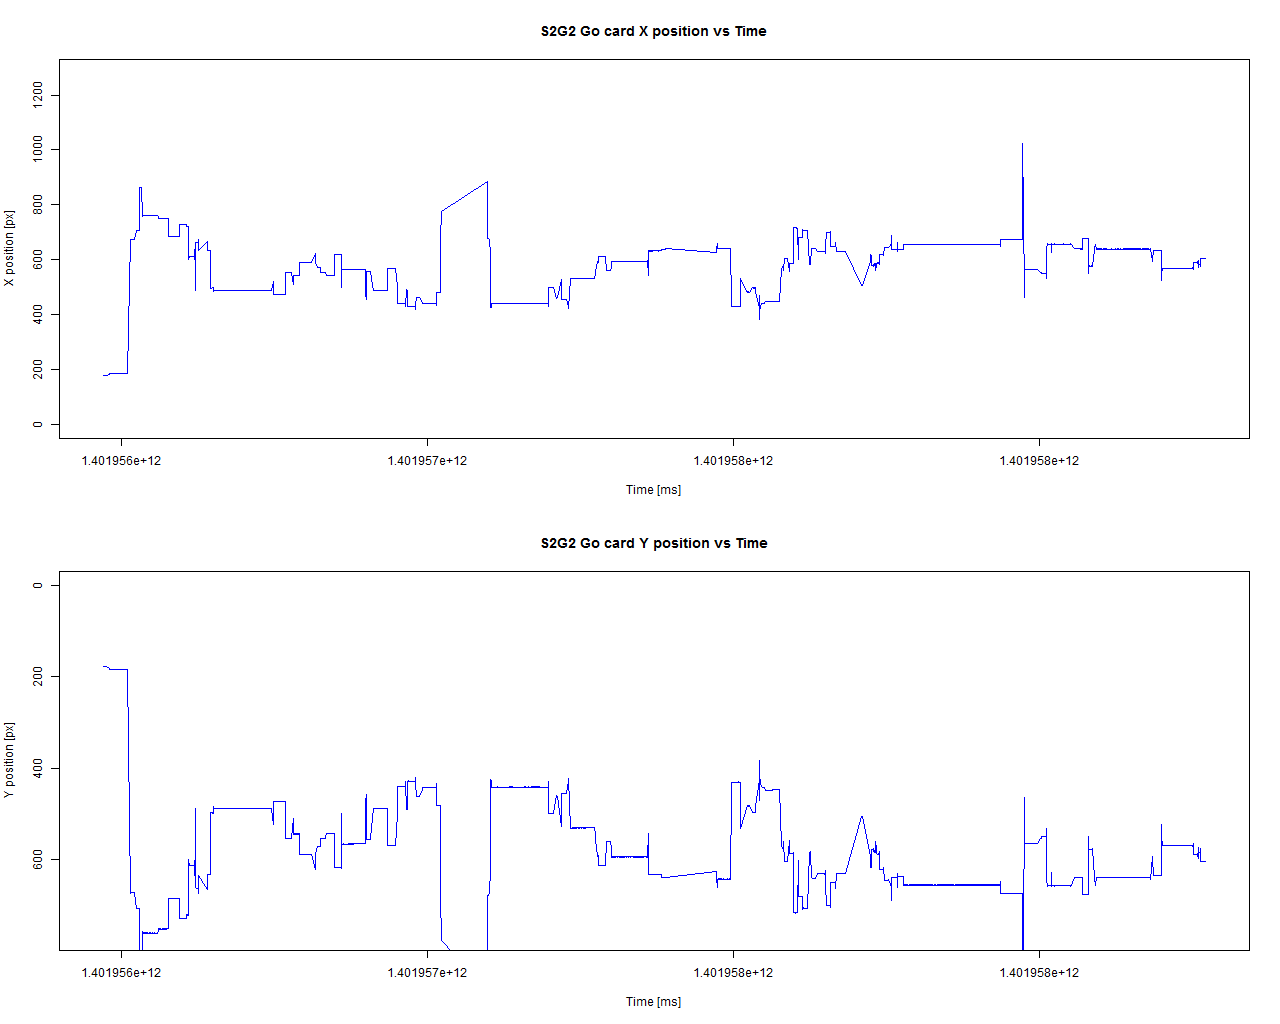 S2G2 Go card X position vs Time
1200
1000
800
600
400
200
0
X position [px]
1.401956e+12 1.401957e+12 1.401958e+12 1.401958e+12
Time [ms]
S2G2 Go card Y position vs Time
0
200
400
600
Y position [px]
1.401956e+12 1.401957e+12 1.401958e+12 1.401958e+12
Time [ms]